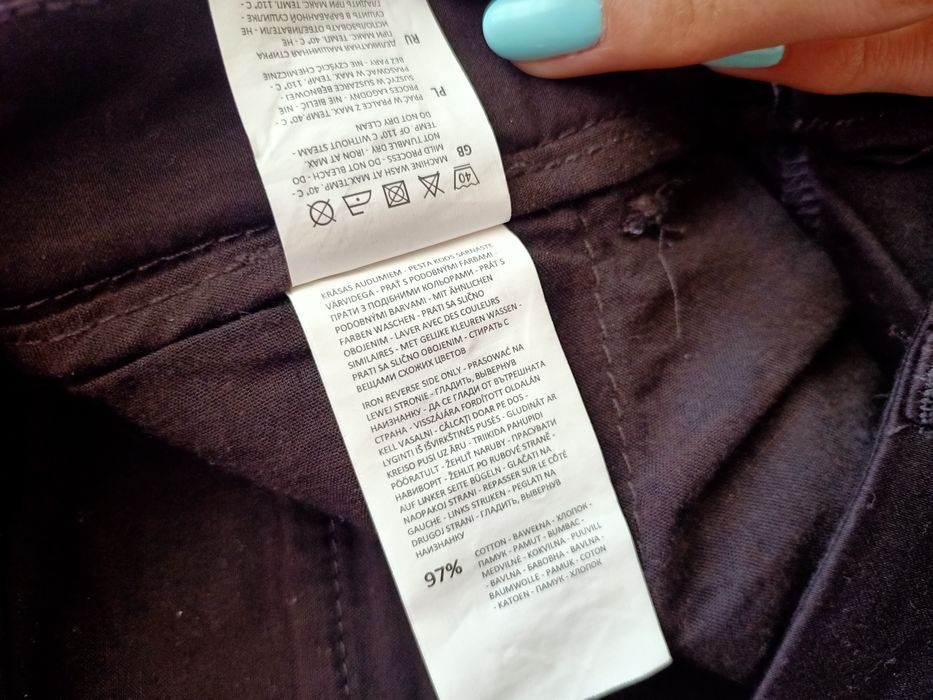 40
GB
MACHINE WASH AT MAX.TEMP. 40° C -
MILD PROCESS - DO NOT BLEACH - DO
NOT TUMBLE DRY - IRON AT MAX
TEMP. OF 110° C WITHOUT STEAM -
DO NOT DRY CLEAN
PL
PRAĆ W PRALCE Z MAX. TEMP.40° C -
PROCES ŁAGODNY - NIE BIELIĆ - NIE
SUSZYĆ W SUSZARCE BĘBNOWEJ -
PRASOWAĆ W MAX. TEMP. 110° C
BEZ PARY - NIE CZYŚCIĆ CHEMICZNIE
RU
ДЕЛИКАТНАЯ МАШИННАЯ СТИРКА
ПРИ МАКС. ТЕМП. 40° C - НЕ
ИСПОЛЬЗОВАТЬ ОТБЕЛИВАТЕЛИ - НЕ
СУШИТЬ В БАРАБАННОЙ СУШИЛКЕ -
ГЛАДИТЬ ПРИ МАКС. ТЕМП. 110° C
KRĀSAS AUDUMIEM - PESTA KOOS SARNASTE
VÄRVIDEGA - PRAŤ S PODOBNÝMI FARBAMI -
ПРАТИ З ПОДІБНИМИ КОЛЬОРАМИ - PRÁT S
PODOBNÝMI BARVAMI - MIT ÄHNLICHEN
FARBEN WASCHEN - PRATI SA SLIČNO
OBOJENIM - LAVER AVEC DES COULEURS
SIMILAIRES - MET GELIJKE KLEUREN WASSEN -
PRATI SA SLIČNO OBOJENIM - СТИРАТЬ С
ВЕЩАМИ СХОЖИХ ЦВЕТОВ
IRON REVERSE SIDE ONLY - PRASOWAĆ NA
LEWEJ STRONIE - ГЛАДИТЬ, ВЫВЕРНУВ
НАИЗНАНКУ - ДА СЕ ГЛАДИ ОТ ВЪТРЕШНАТА
СТРАНА - VISSZÁJÁRA FORDÍTOTT OLDALÁN
KELL VASALNI - CĂLCAȚI DOAR PE DOS -
LYGINTI IŠ IŠVIRKŠTINĖS PUSĖS - GLUDINĀT AR
KREISO PUSI UZ ĀRU - TRIIKIDA PAHUPIDI
PÖÖRATULT - ŽEHLIŤ NARUBY - ПРАСУВАТИ
НАВИВОРІТ - ŽEHLIT PO RUBOVÉ STRANĚ -
AUF LINKER SEITE BÜGELN - GLAČATI NA
NAOPAKOJ STRANI - REPASSER SUR LE CÔTÉ
GAUCHE - LINKS STRIJKEN - PEGLATI NA
DRUGOJ STRANI - ГЛАДИТЬ, ВЫВЕРНУВ
НАИЗНАНКУ
97%
COTTON - BAWEŁNA - ХЛОПОК -
ПАМУК - PAMUT - BUMBAC -
MEDVILNĖ - KOKVILNA - PUUVILL
- BAVLNA - БАВОВНА - BAVLNA -
BAUMWOLLE - PAMUK - COTON
- KATOEN - ПАМУК - ХЛОПОК